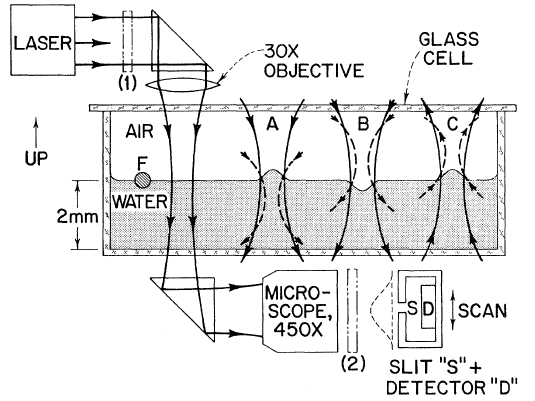 LASER
(1)
30X
OBJECTIVE
GLASS
CELL
UP
AIR
F
WATER
A
B
C
2mm
MICRO-
SCOPE,
450X
(2)
S D
SCAN
SLIT "S" +
DETECTOR "D"